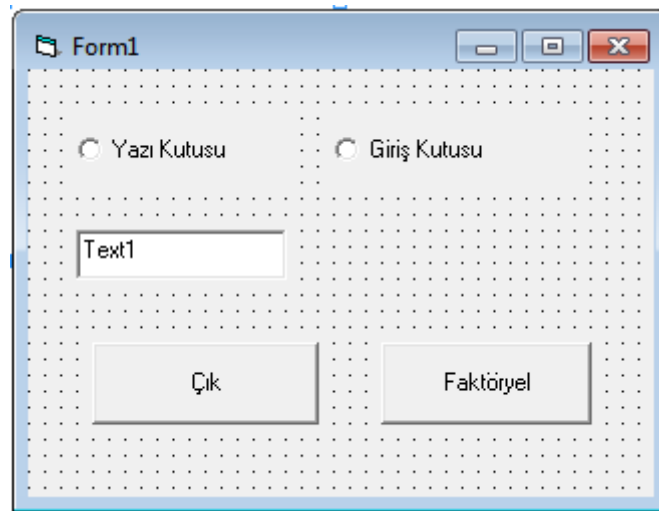 Form1
Yazı Kutusu
Giriş Kutusu
Text1
Çık
Faktöryel